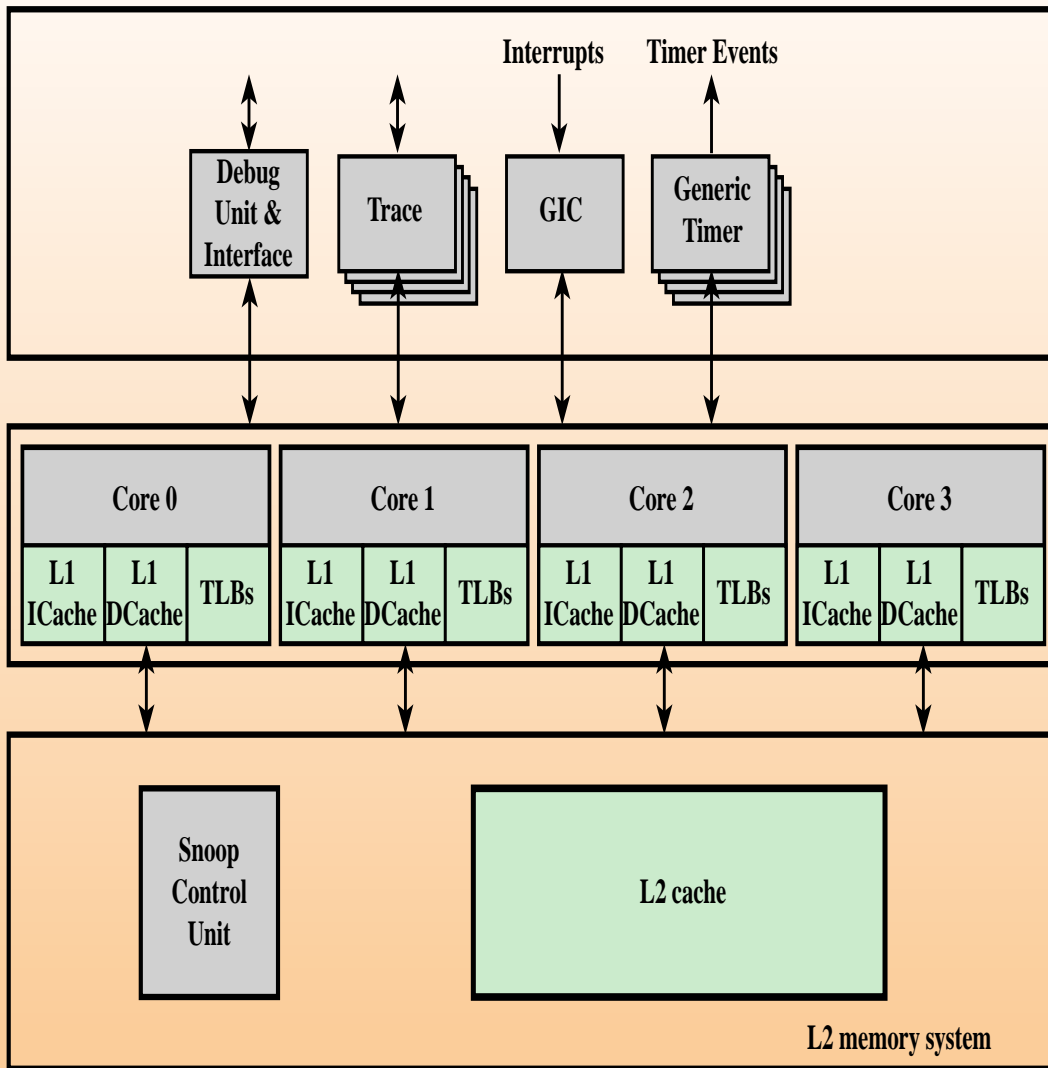 Interrupts
Timer Events
Debug
Unit &
Interface
Trace
GIC
Generic
Timer
Core 0
L1
ICache
L1
DCache
TLBs
Core 1
L1
ICache
L1
DCache
TLBs
Core 2
L1
ICache
L1
DCache
TLBs
Core 3
L1
ICache
L1
DCache
TLBs
Snoop
Control
Unit
L2 cache
L2 memory system